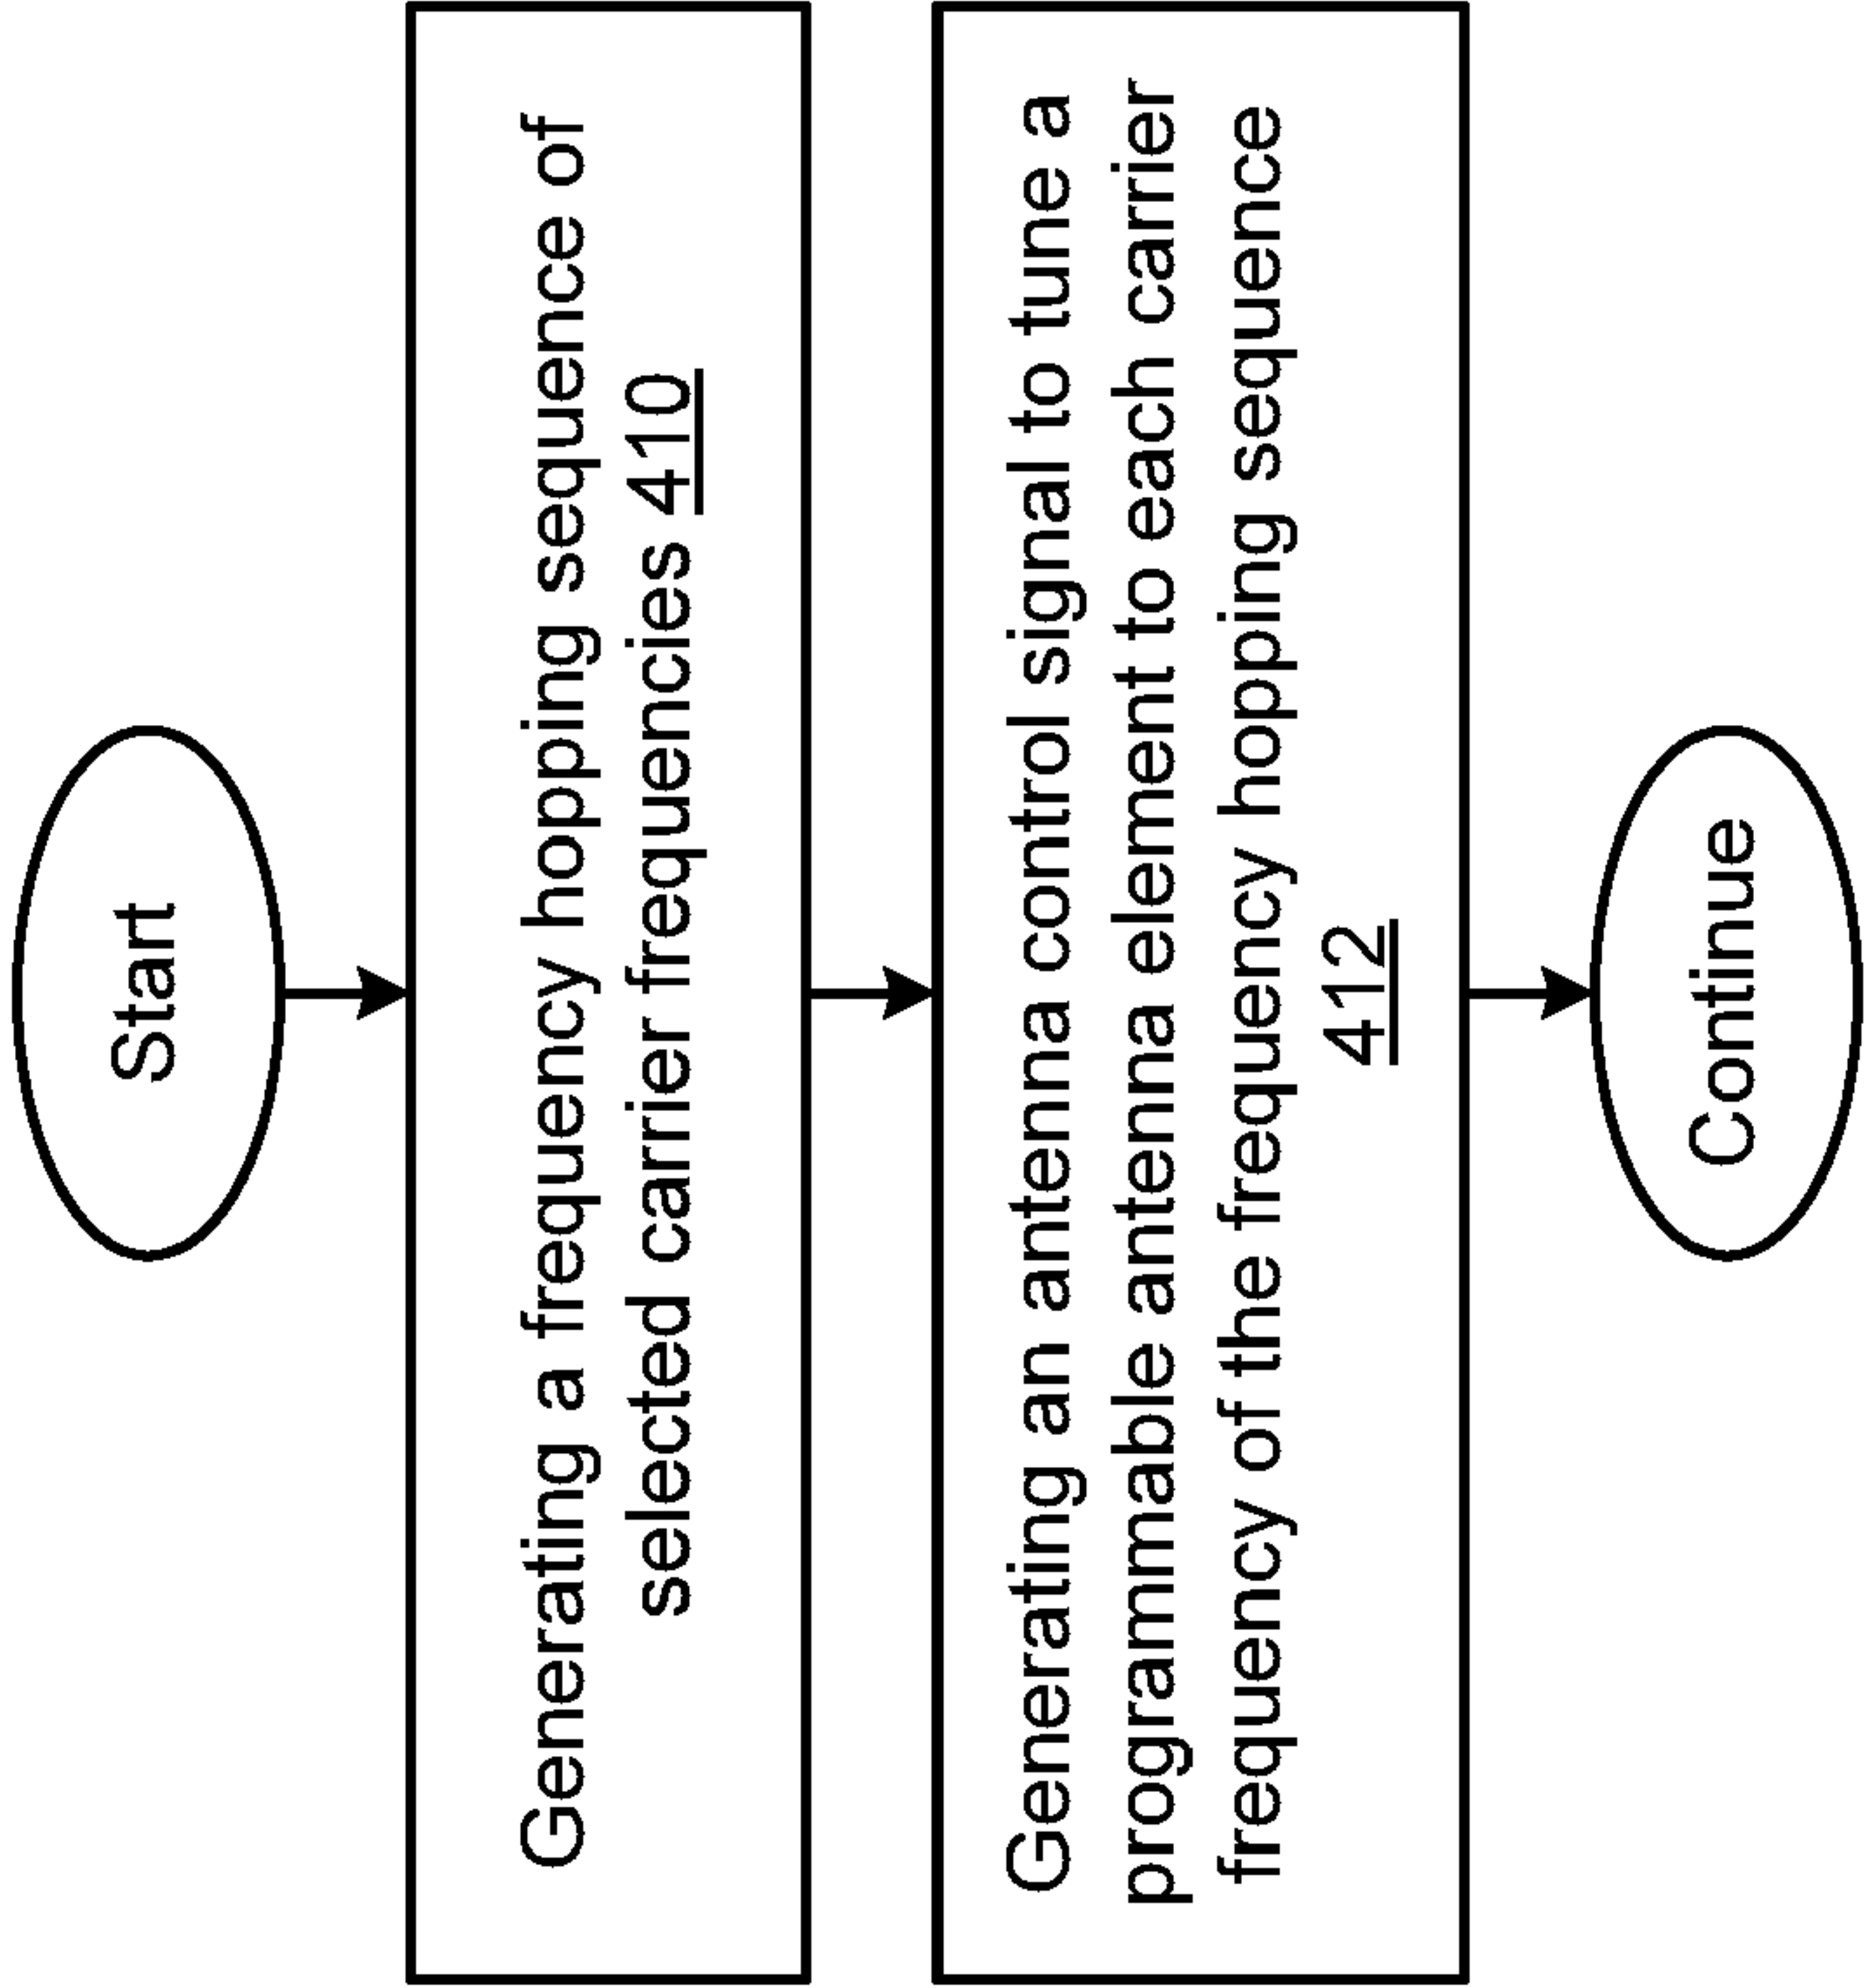 Start
Generating a frequency hopping sequence of
selected carrier frequencies 410
Generating an antenna control signal to tune a
programmable antenna element to each carrier
frequency of the frequency hopping sequence
412
Continue